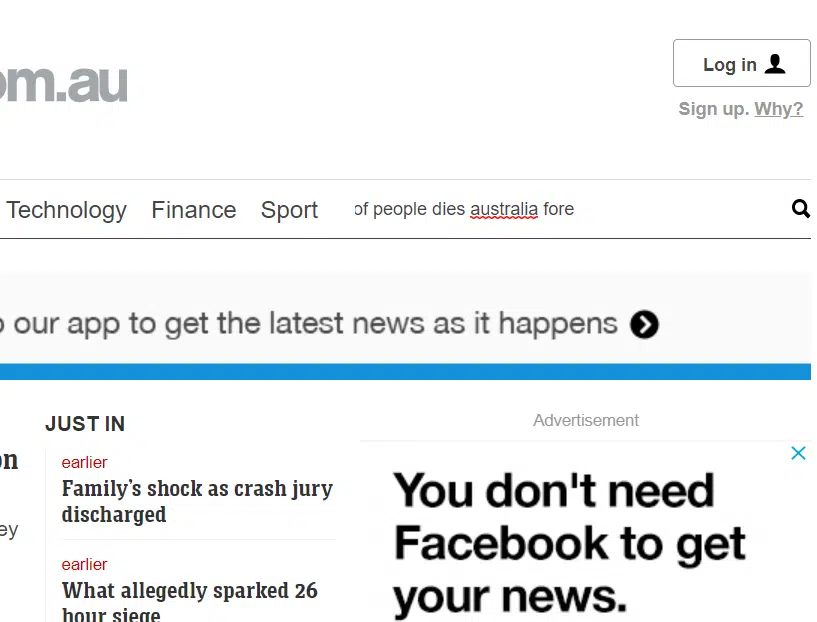 om.au
Log in
Sign up. Why?
Technology Finance Sport of people dies australia fore
o our app to get the latest news as it happens
JUST IN
Advertisement
on
earlier
Family's shock as crash jury
discharged
ey
earlier
What allegedly sparked 26
hour siege
You don't need
Facebook to get
your news.